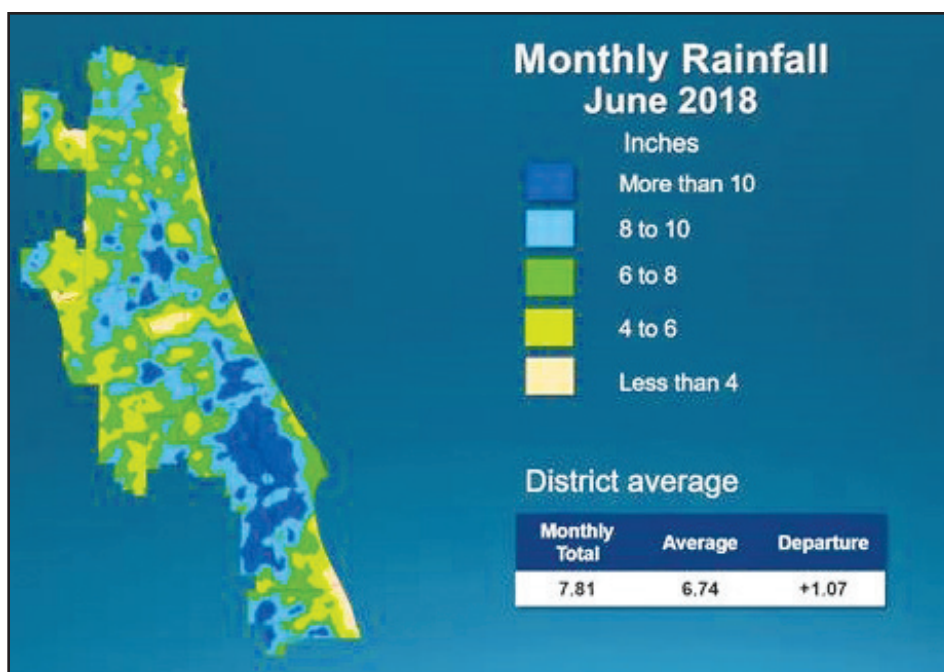 Monthly Rainfall
June 2018
Inches
More than 10
8 to 10
6 to 8
4 to 6
Less than 4
District average
Monthly Total Average Departure
7.81 6.74 +1.07